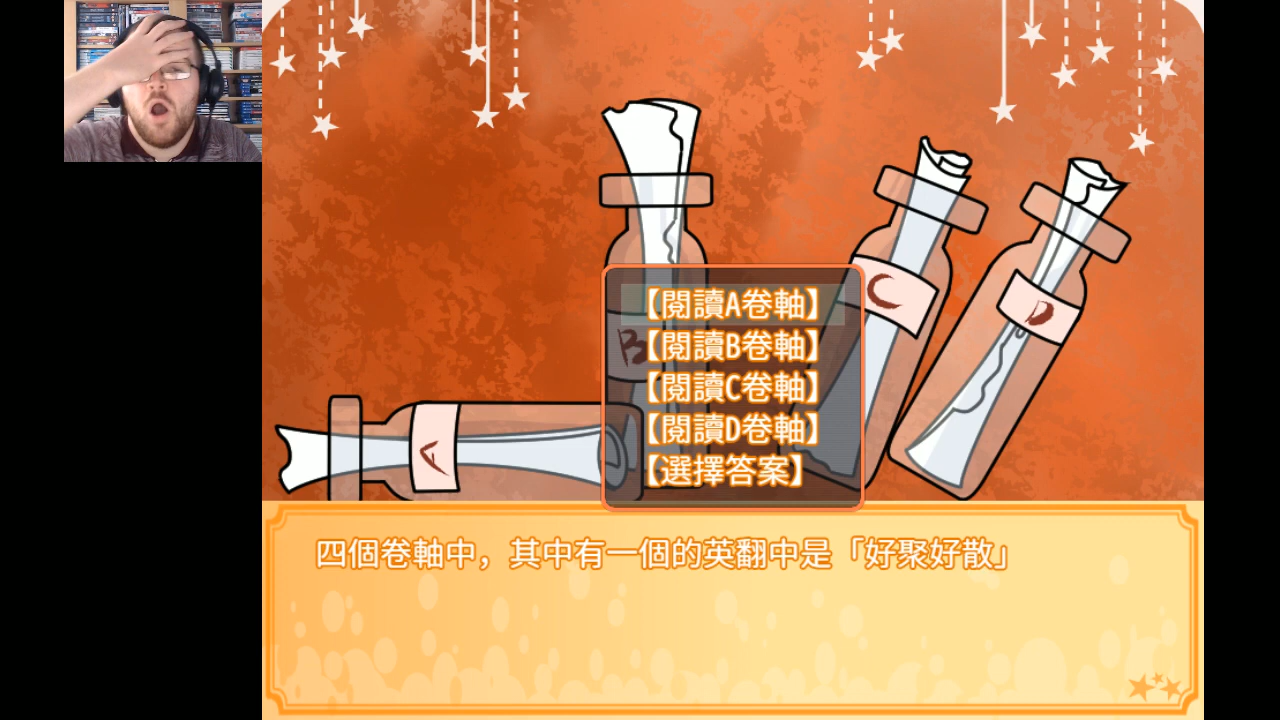 【閱讀A卷軸】
【閱讀B卷軸】
【閱讀C卷軸】
【閱讀D卷軸】
【選擇答案】
A
B
C
D
四個卷軸中，其中有一個的英翻中是「好聚好散」